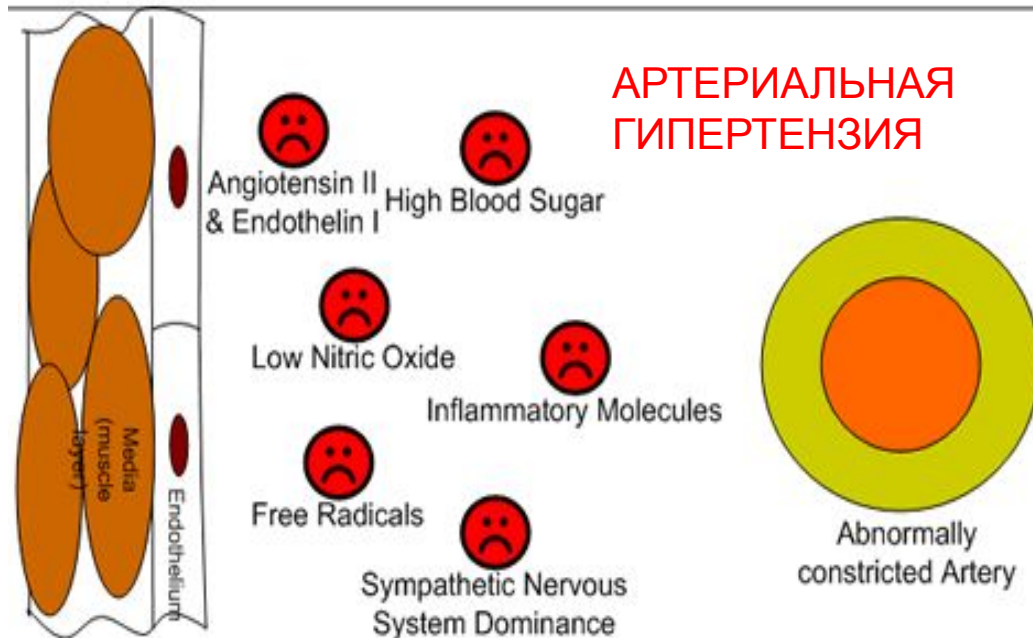 АРТЕРИАЛЬНАЯ
ГИПЕРТЕНЗИЯ
Angiotensin II
& Endothelin I
High Blood Sugar
Low Nitric Oxide
Inflammatory Molecules
Free Radicals
Sympathetic Nervous
System Dominance
Abnormally
constricted Artery
Media
(muscle
layer)
Endothelium